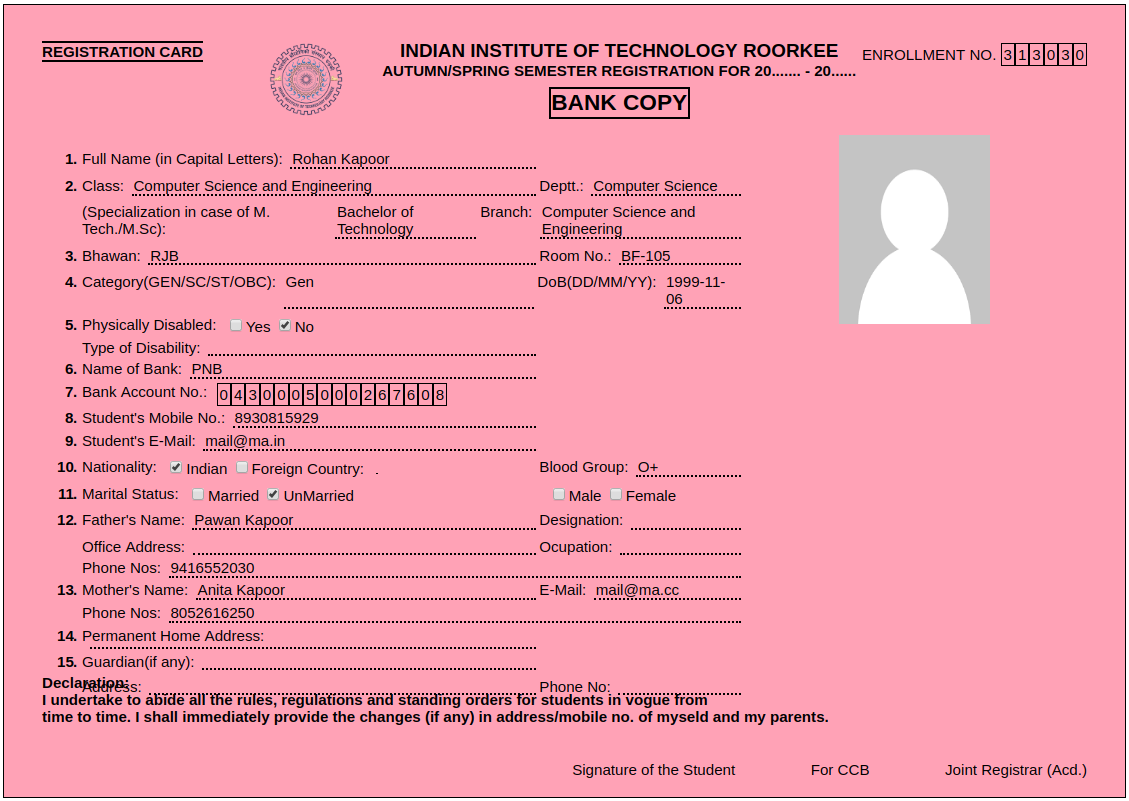 REGISTRATION CARD
INDIAN INSTITUTE OF TECHNOLOGY ROORKEE
ENROLLMENT NO. 313030
AUTUMN/SPRING SEMESTER REGISTRATION FOR 20....... - 20......
BANK COPY
1. Full Name (in Capital Letters): Rohan Kapoor
2. Class: Computer Science and Engineering Deptt.: Computer Science
(Specialization in case of M. Tech./M.Sc): Bachelor of Technology Branch: Computer Science and Engineering
3. Bhawan: RJB Room No.: BF-105
4. Category(GEN/SC/ST/OBC): Gen DoB(DD/MM/YY): 1999-11-06
5. Physically Disabled: Yes No
Type of Disability:
6. Name of Bank: PNB
7. Bank Account No.: 0430005000267608
8. Student's Mobile No.: 8930815929
9. Student's E-Mail: mail@ma.in
10. Nationality: Indian Foreign Country: . Blood Group: O+
11. Marital Status: Married UnMarried Male Female
12. Father's Name: Pawan Kapoor Designation:
Office Address: Ocupation:
Phone Nos: 9416552030
13. Mother's Name: Anita Kapoor E-Mail: mail@ma.cc
Phone Nos: 8052616250
14. Permanent Home Address:
15. Guardian(if any):
Address: Phone No:
Declaration:
I undertake to abide all the rules, regulations and standing orders for students in vogue from
time to time. I shall immediately provide the changes (if any) in address/mobile no. of myseld and my parents.
Signature of the Student For CCB Joint Registrar (Acd.)